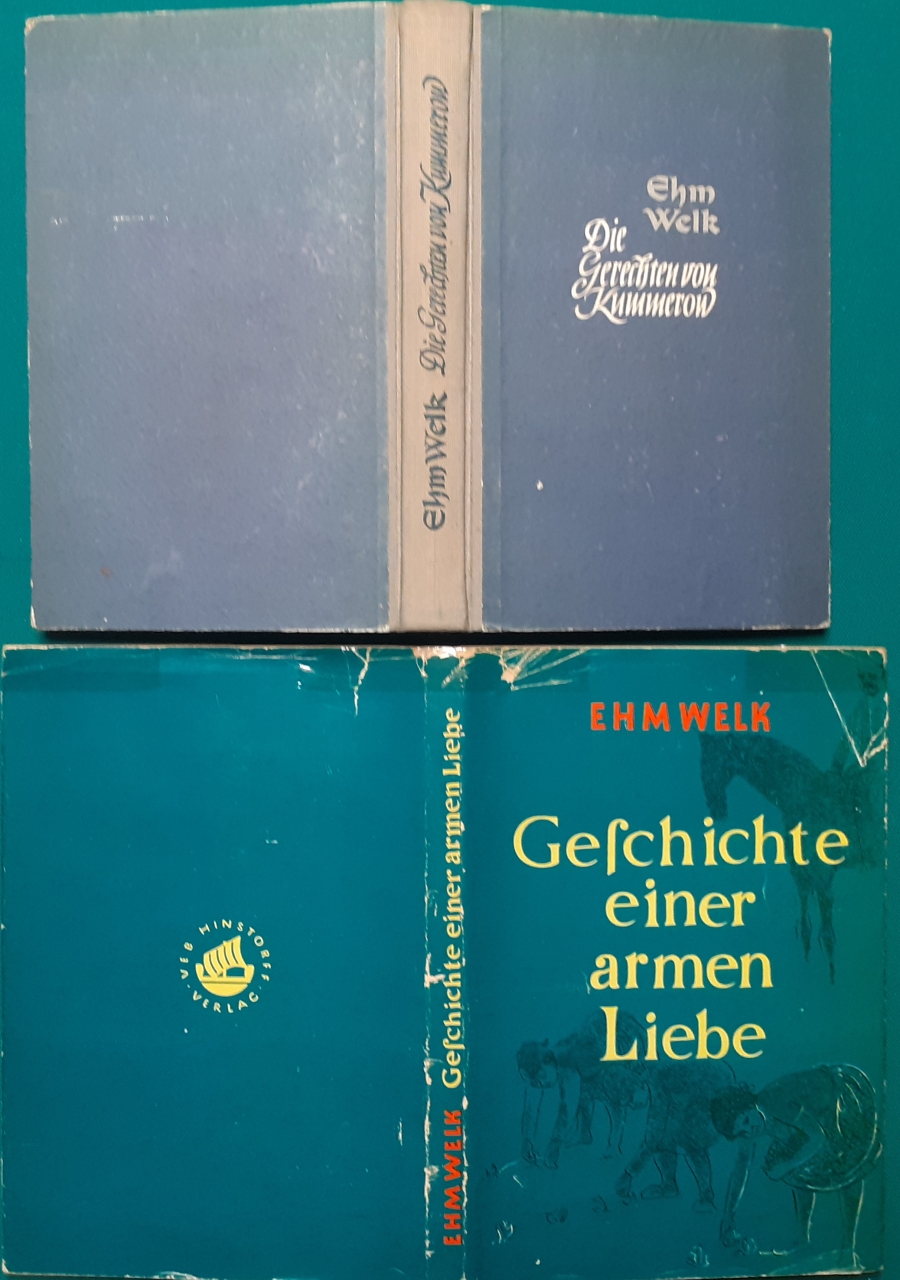 Ehm Welk Die Gerechten von Kummerow
Ehm
Welk
Die
Gerechten von
Kummerow
VEB HINSTORFF
VERLAG
EHM WELK Geſchichte einer armen Liebe
EHM WELK
Geſchichte
einer
armen
Liebe